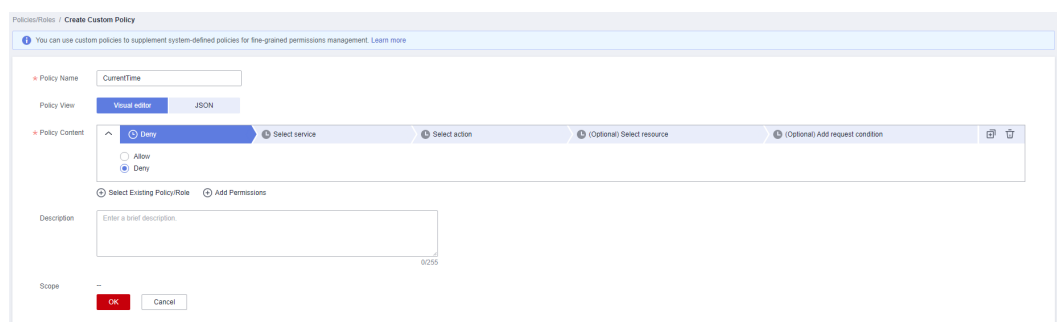 Policies/Roles / Create Custom Policy
You can use custom policies to supplement system-defined policies for fine-grained permissions management. Learn more
* Policy Name CurrentTime
Policy View Visual editor JSON
* Policy Content Deny Select service Select action (Optional) Select resource (Optional) Add request condition
Allow
Deny
Select Existing Policy/Role Add Permissions
Description Enter a brief description.
0/255
Scope --
OK Cancel